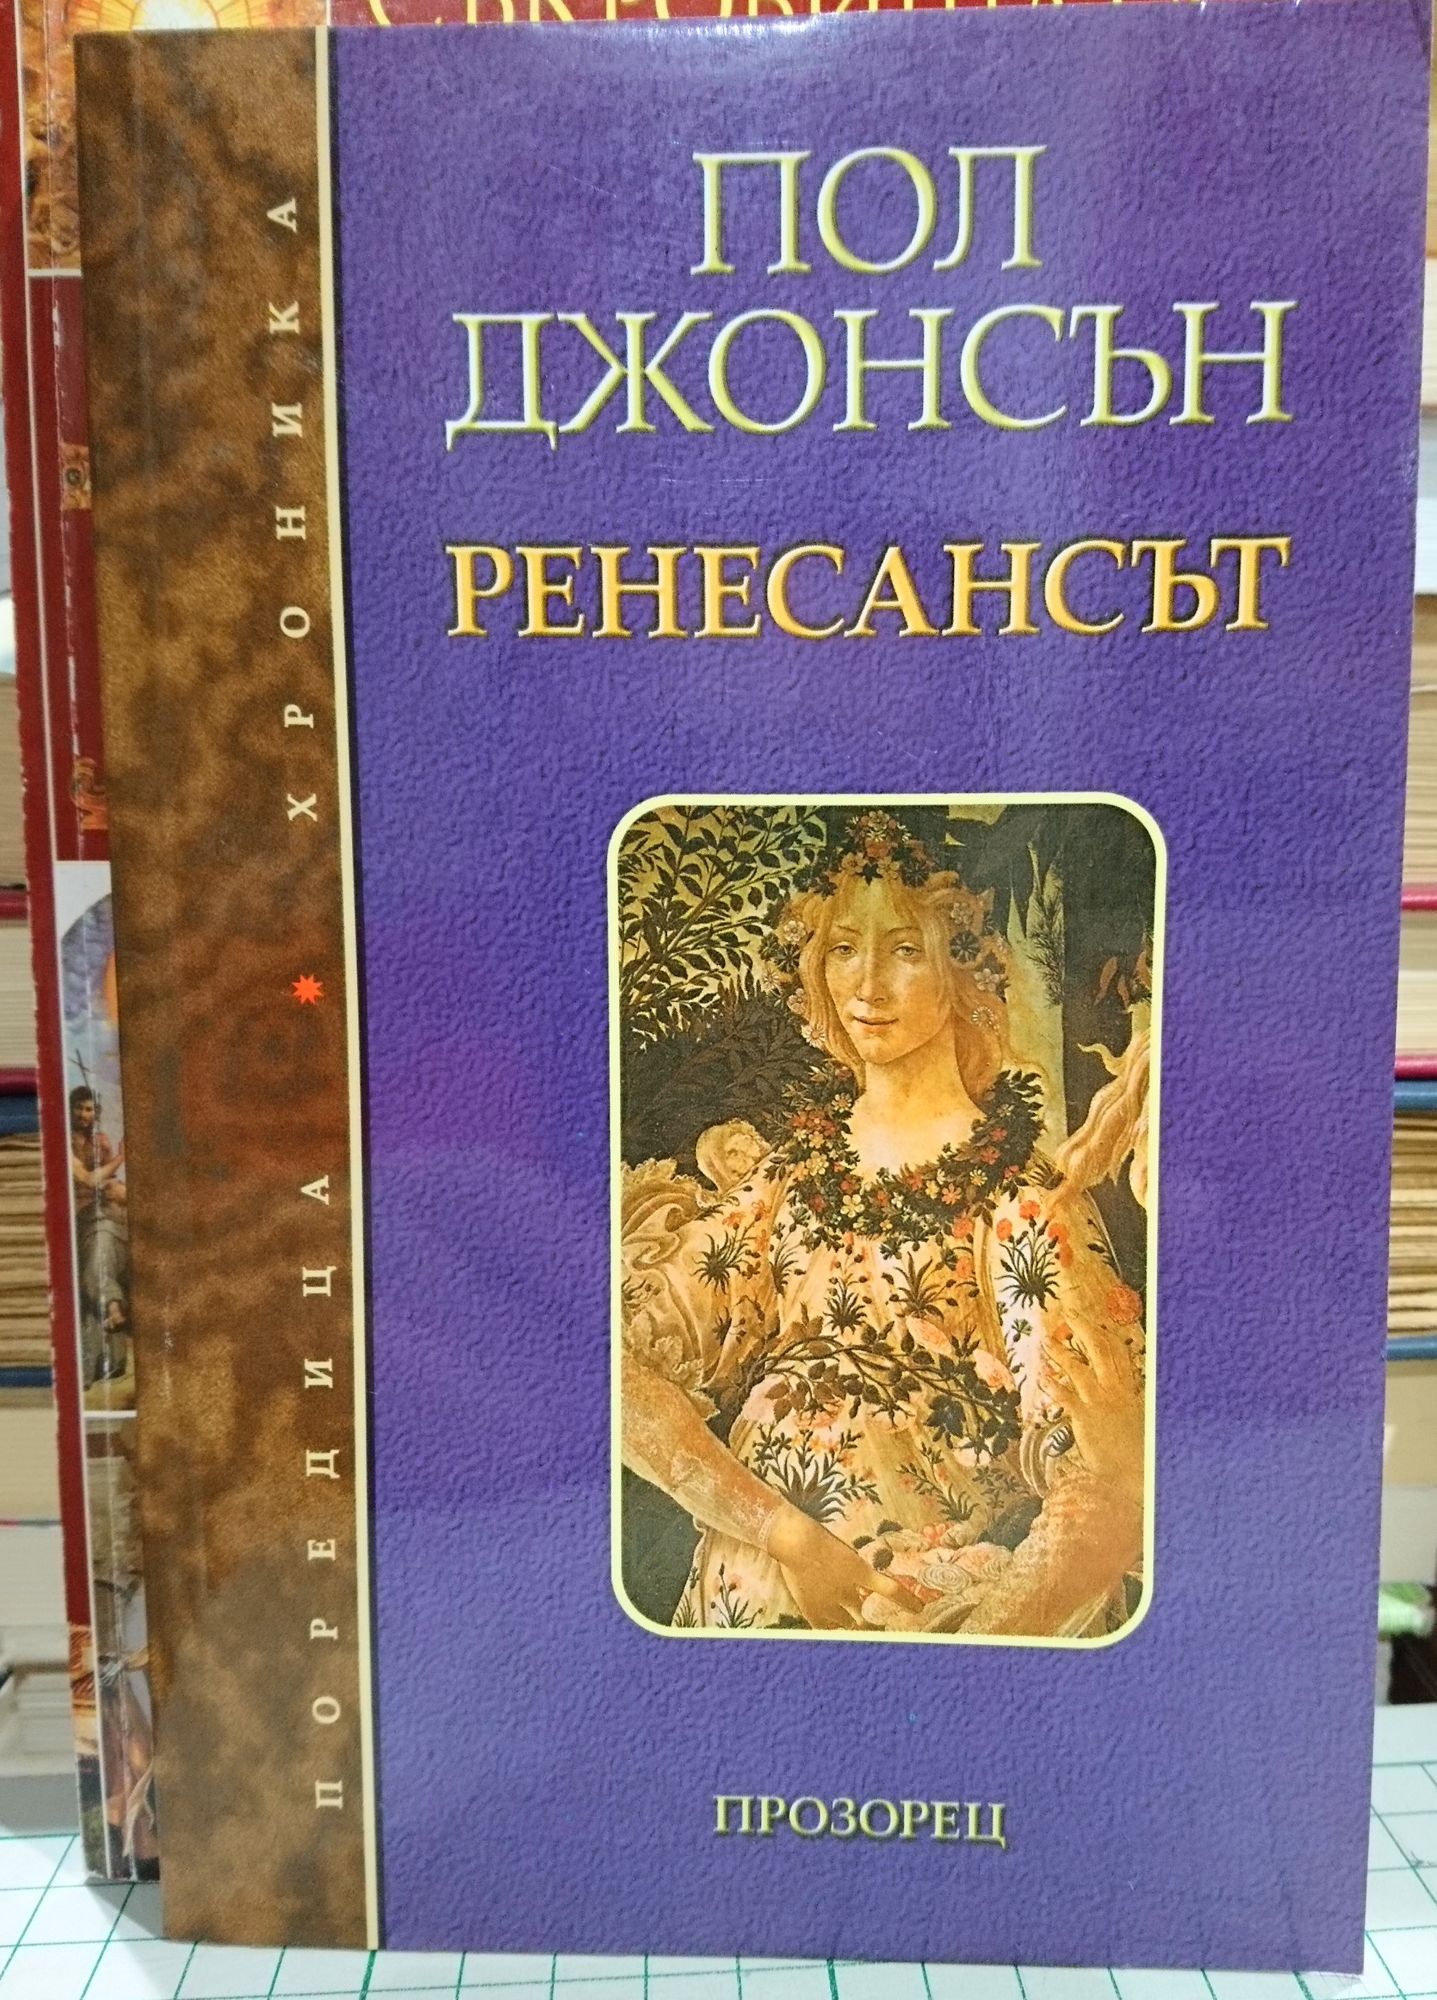 ПОЛ
ДЖОНСЪН
РЕНЕСАНСЪТ
ПОРЕДИЦА * ХРОНИКА
ПРОЗОРЕЦ